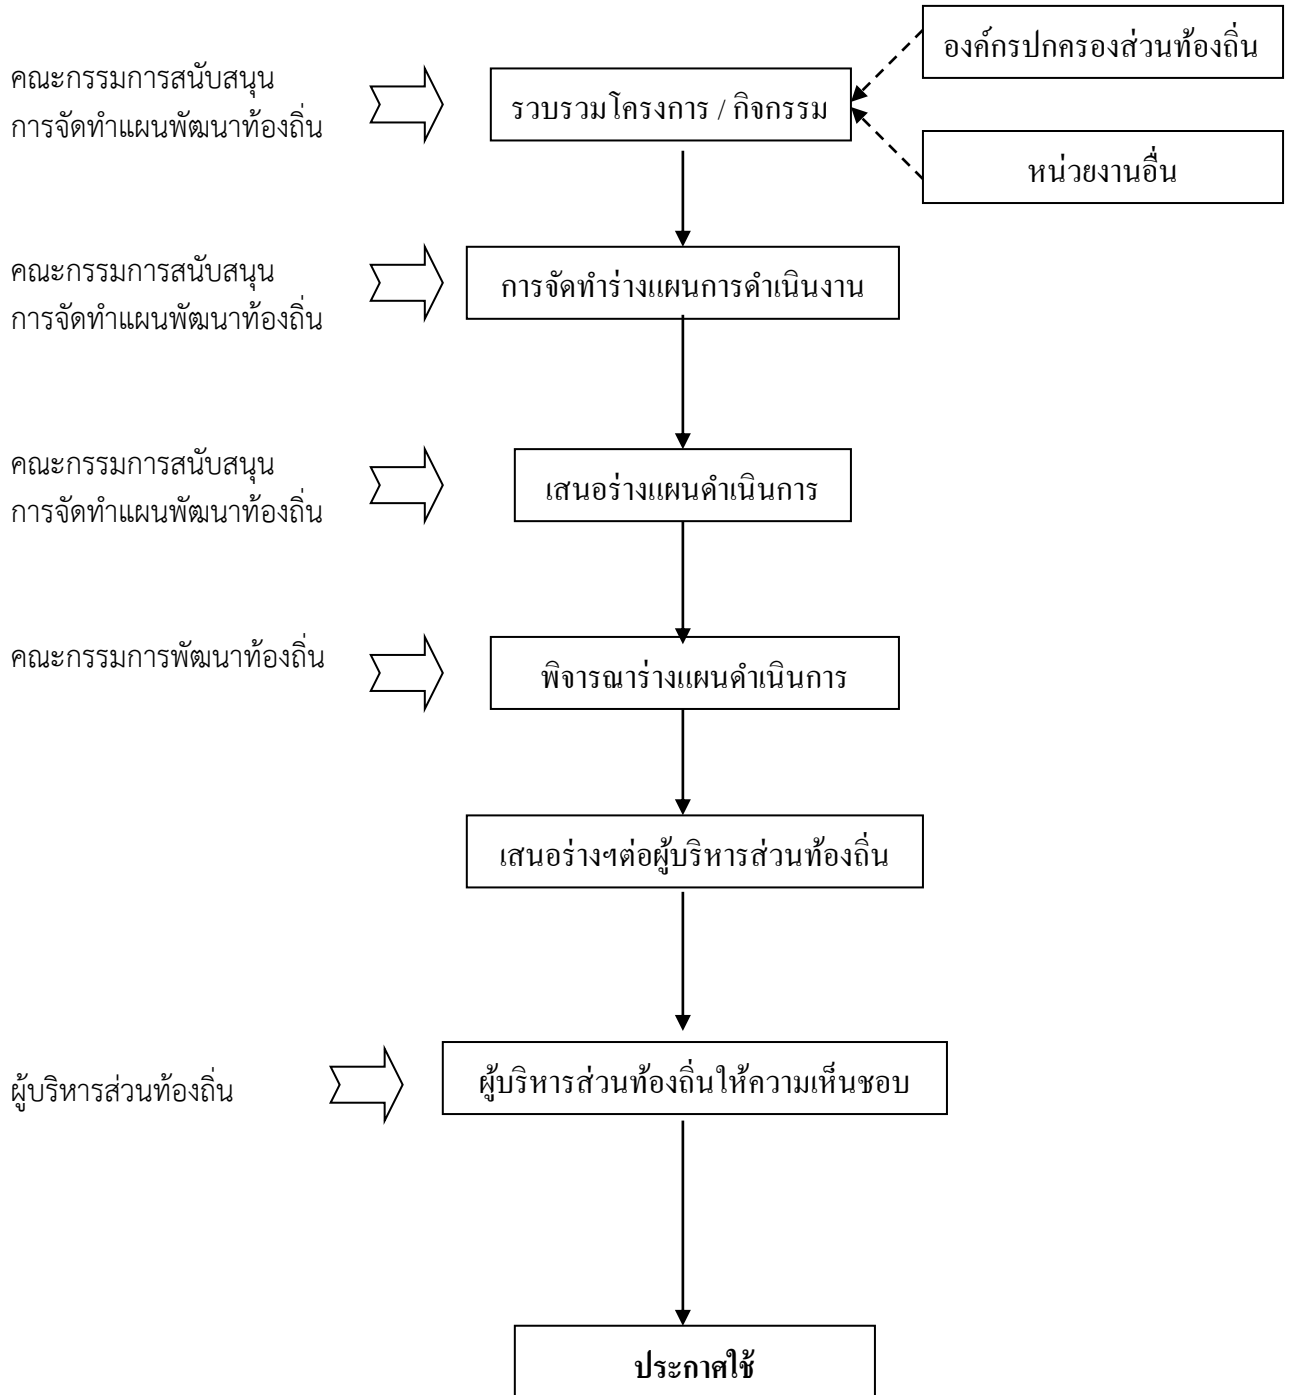 องค์กรปกครองส่วนท้องถิ่น
คณะกรรมการสนับสนุน
การจัดทำแผนพัฒนาท้องถิ่น
รวบรวมโครงการ / กิจกรรม
หน่วยงานอื่น
คณะกรรมการสนับสนุน
การจัดทำแผนพัฒนาท้องถิ่น
การจัดทำร่างแผนการดำเนินงาน
คณะกรรมการสนับสนุน
การจัดทำแผนพัฒนาท้องถิ่น
เสนอร่างแผนดำเนินการ
คณะกรรมการพัฒนาท้องถิ่น
พิจารณาร่างแผนดำเนินการ
เสนอร่างฯต่อผู้บริหารส่วนท้องถิ่น
ผู้บริหารส่วนท้องถิ่น
ผู้บริหารส่วนท้องถิ่นให้ความเห็นชอบ
ประกาศใช้